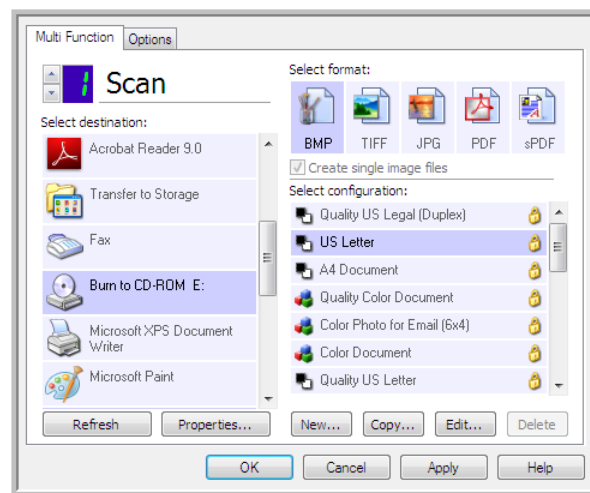 Multi Function
Options
1 Scan
Select destination:
Acrobat Reader 9.0
Transfer to Storage
Fax
Burn to CD-ROM E:
Microsoft XPS Document
Writer
Microsoft Paint
Refresh
Properties...
Select format:
BMP TIFF JPG PDF sPDF
Create single image files
Select configuration:
Quality US Legal (Duplex)
US Letter
A4 Document
Quality Color Document
Color Photo for Email (6x4)
Color Document
Quality US Letter
New... Copy... Edit... Delete
OK Cancel Apply Help